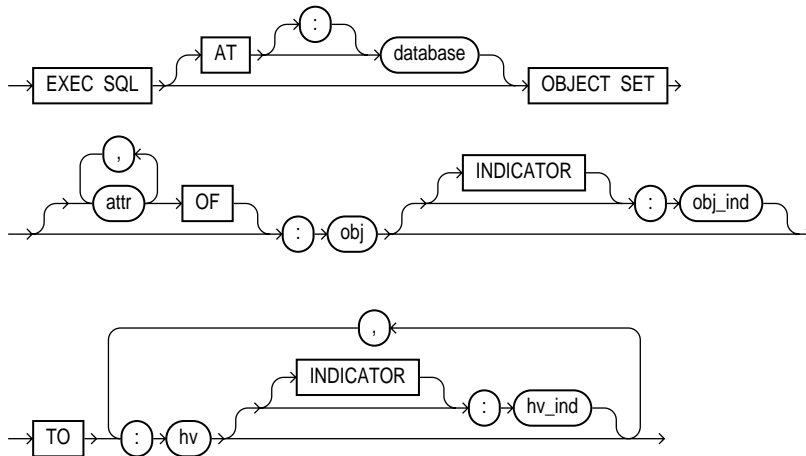 :
AT database
EXEC SQL OBJECT SET
,
INDICATOR
attr OF : obj_ind
: obj
,
INDICATOR
TO : hv : hv_ind